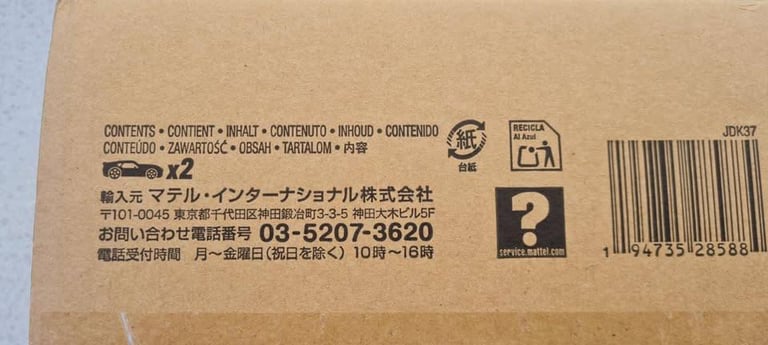 CONTENTS • CONTIENT • INHALT • CONTENUTO • INHOUD • CONTENIDO
CONTEÚDO • ZAWARTOŚĆ • OBSAH • TARTALOM • 内容
x2
輸入元 マテル・インターナショナル株式会社
〒101-0045 東京都千代田区神田鍛冶町3-3-5 神田大木ビル5F
お問い合わせ電話番号 03-5207-3620
電話受付時間 月〜金曜日(祝日を除く) 10時〜16時
紙
台紙
RECICLA
Al Azul
?
service.mattel.com
JDK37
1 94735 28588